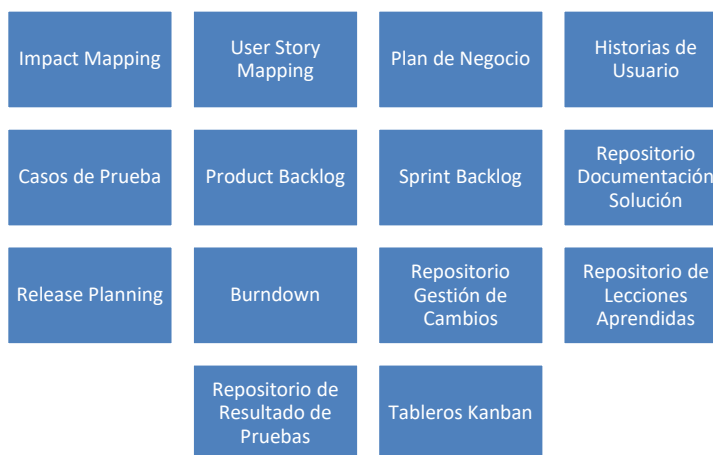 Impact Mapping
User Story
Mapping
Plan de Negocio
Historias de
Usuario
Casos de Prueba
Product Backlog
Sprint Backlog
Repositorio
Documentación
Solución
Release Planning
Burndown
Repositorio
Gestión de
Cambios
Repositorio de
Lecciones
Aprendidas
Repositorio de
Resultado de
Pruebas
Tableros Kanban